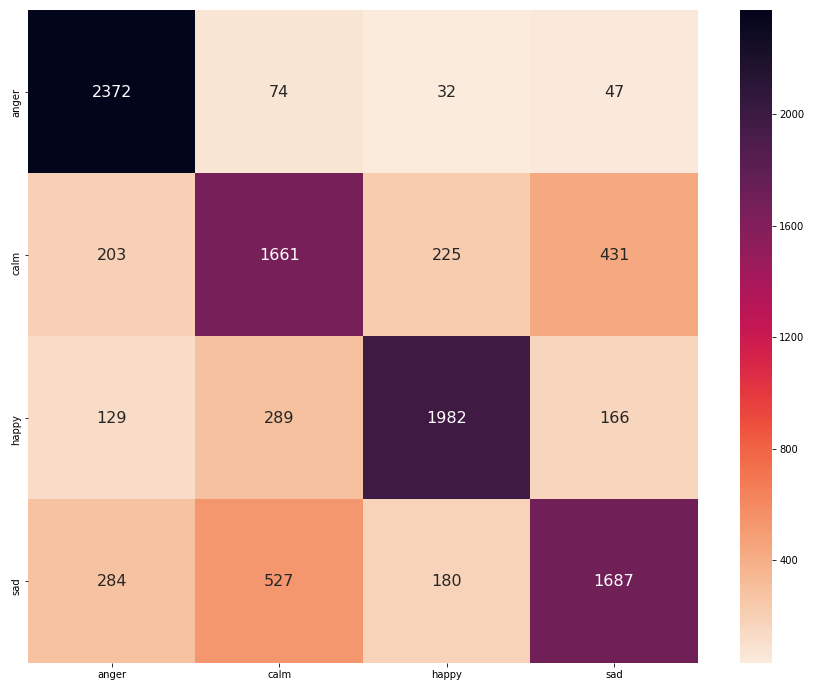 anger 2372 74 32 47
calm 203 1661 225 431
happy 129 289 1982 166
sad 284 527 180 1687
anger calm happy sad
2000
1600
1200
800
400